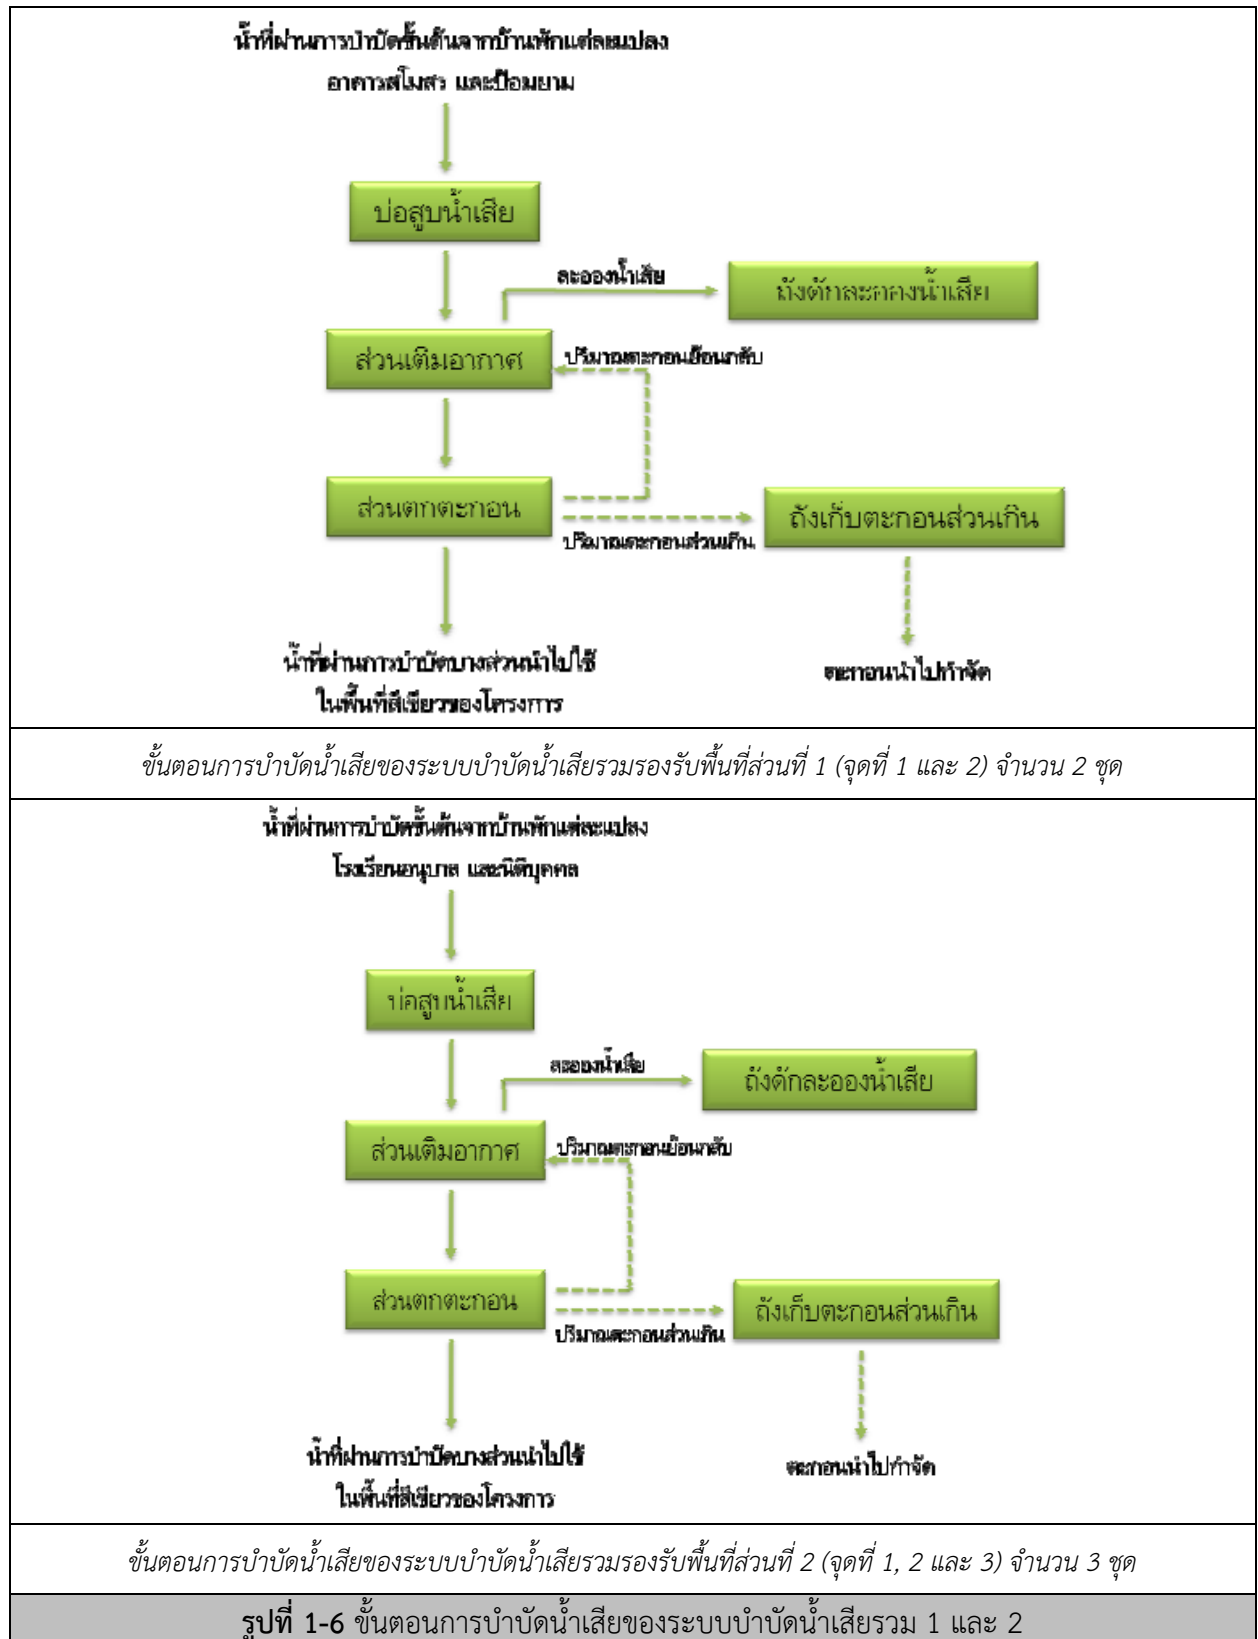 น้ำที่ผ่านการบำบัดขั้นต้นจากบ้านพักแต่ละแปลง
อาคารสโมสร และป้อมยาม
บ่อสูบน้ำเสีย
ละอองน้ำเสีย
ถังดักละอองน้ำเสีย
ส่วนเติมอากาศ
ปริมาณตะกอนย้อนกลับ
ส่วนตกตะกอน
ถังเก็บตะกอนส่วนเกิน
ปริมาณตะกอนส่วนเกิน
น้ำที่ผ่านการบำบัดบางส่วนนำไปใช้
ในพื้นที่สีเขียวของโครงการ
ตะกอนนำไปกำจัด
ขั้นตอนการบำบัดน้ำเสียของระบบบำบัดน้ำเสียรวมรองรับพื้นที่ส่วนที่ 1 (จุดที่ 1 และ 2) จำนวน 2 ชุด
น้ำที่ผ่านการบำบัดขั้นต้นจากบ้านพักแต่ละแปลง
โรงเรียนอนุบาล และนิติบุคคล
บ่อสูบน้ำเสีย
ละอองน้ำเสีย
ถังดักละอองน้ำเสีย
ส่วนเติมอากาศ
ปริมาณตะกอนย้อนกลับ
ส่วนตกตะกอน
ถังเก็บตะกอนส่วนเกิน
ปริมาณตะกอนส่วนเกิน
น้ำที่ผ่านการบำบัดบางส่วนนำไปใช้
ในพื้นที่สีเขียวของโครงการ
ตะกอนนำไปกำจัด
ขั้นตอนการบำบัดน้ำเสียของระบบบำบัดน้ำเสียรวมรองรับพื้นที่ส่วนที่ 2 (จุดที่ 1, 2 และ 3) จำนวน 3 ชุด
รูปที่ 1-6 ขั้นตอนการบำบัดน้ำเสียของระบบบำบัดน้ำเสียรวม 1 และ 2